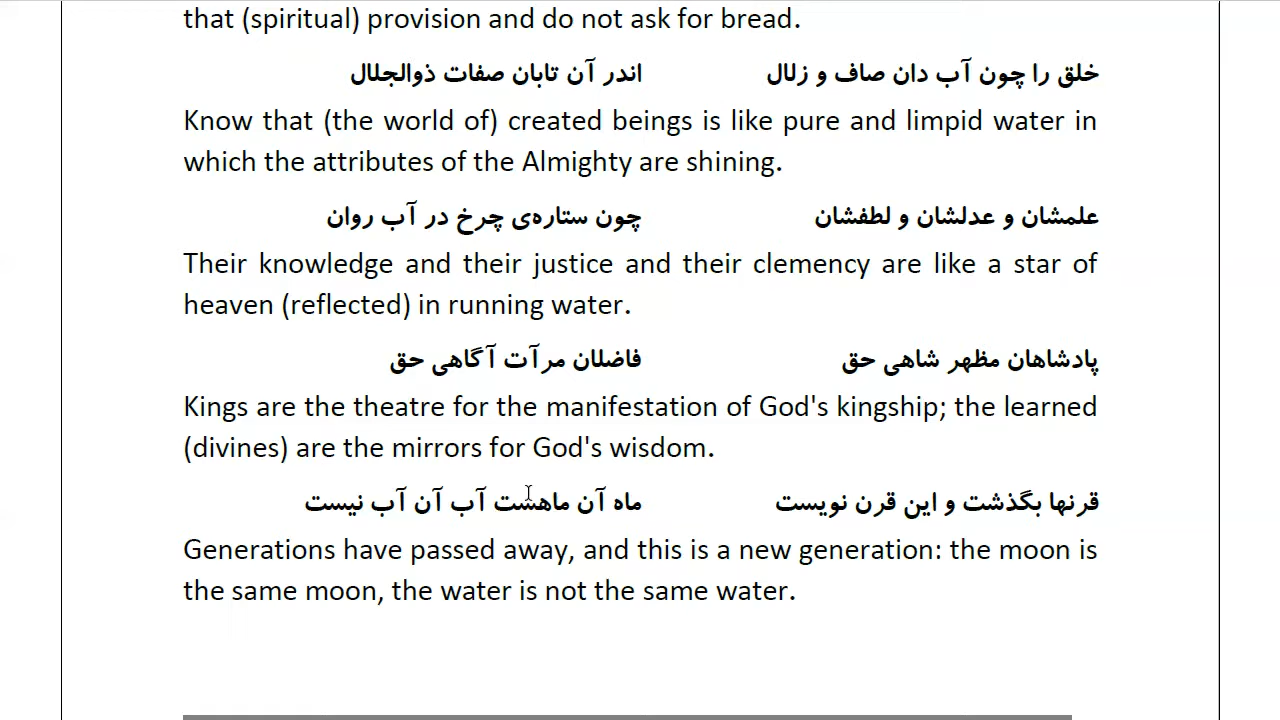 that (spiritual) provision and do not ask for bread.
خلق را چون آب دان صاف و زلال اندر آن تابان صفات ذوالجلال
Know that (the world of) created beings is like pure and limpid water in
which the attributes of the Almighty are shining.
علمشان و عدلشان و لطفشان چون ستاره‌ی چرخ در آب روان
Their knowledge and their justice and their clemency are like a star of
heaven (reflected) in running water.
پادشاهان مظهر شاهی حق فاضلان مرآت آگاهی حق
Kings are the theatre for the manifestation of God's kingship; the learned
(divines) are the mirrors for God's wisdom.
قرنها بگذشت و این قرن نویست ماه آن ماهست آب آن آب نیست
Generations have passed away, and this is a new generation: the moon is
the same moon, the water is not the same water.